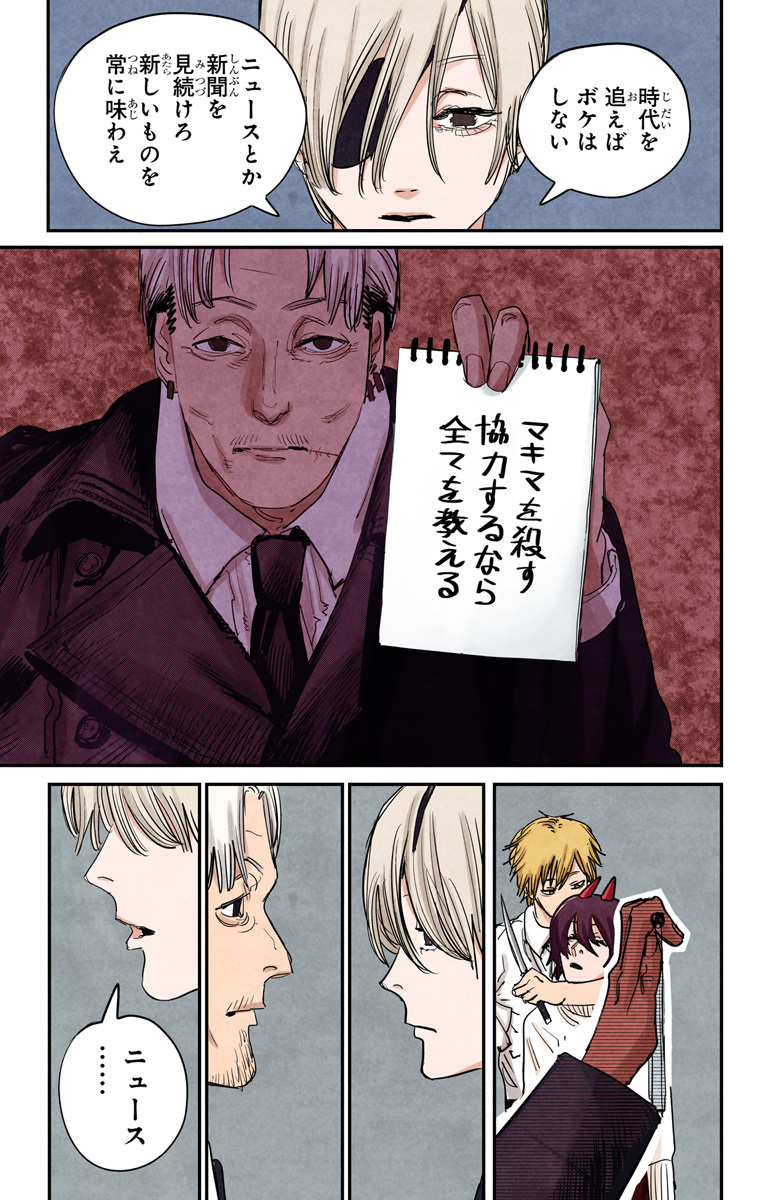 時代を
追えば
ボケは
しない
ニュースとか
新聞を
見続けろ
新しいものを
常に味わえ
マキマを殺す
協力するなら
全てを教える
ニュース
……